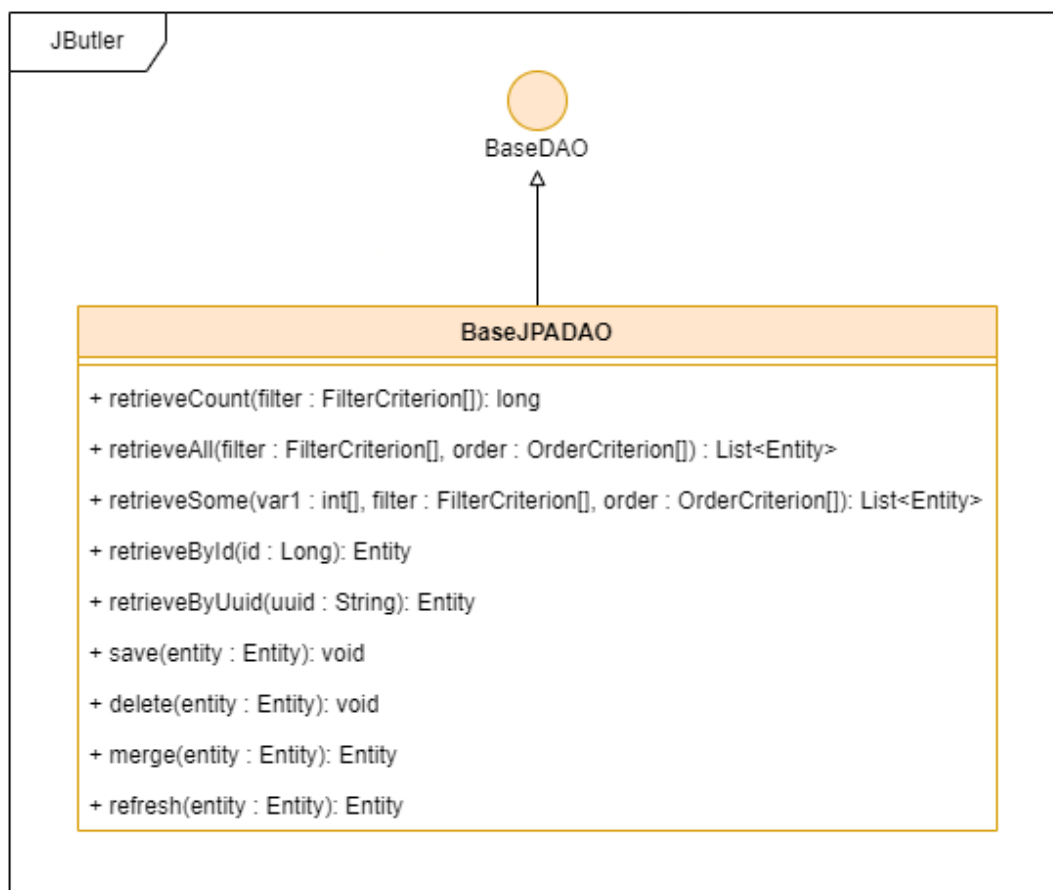 JButler
BaseDAO
BaseJPADAO
+ retrieveCount(filter : FilterCriterion[]): long
+ retrieveAll(filter : FilterCriterion[], order : OrderCriterion[]) : List<Entity>
+ retrieveSome(var1 : int[], filter : FilterCriterion[], order : OrderCriterion[]): List<Entity>
+ retrieveById(id : Long): Entity
+ retrieveByUuid(uuid : String): Entity
+ save(entity : Entity): void
+ delete(entity : Entity): void
+ merge(entity : Entity): Entity
+ refresh(entity : Entity): Entity